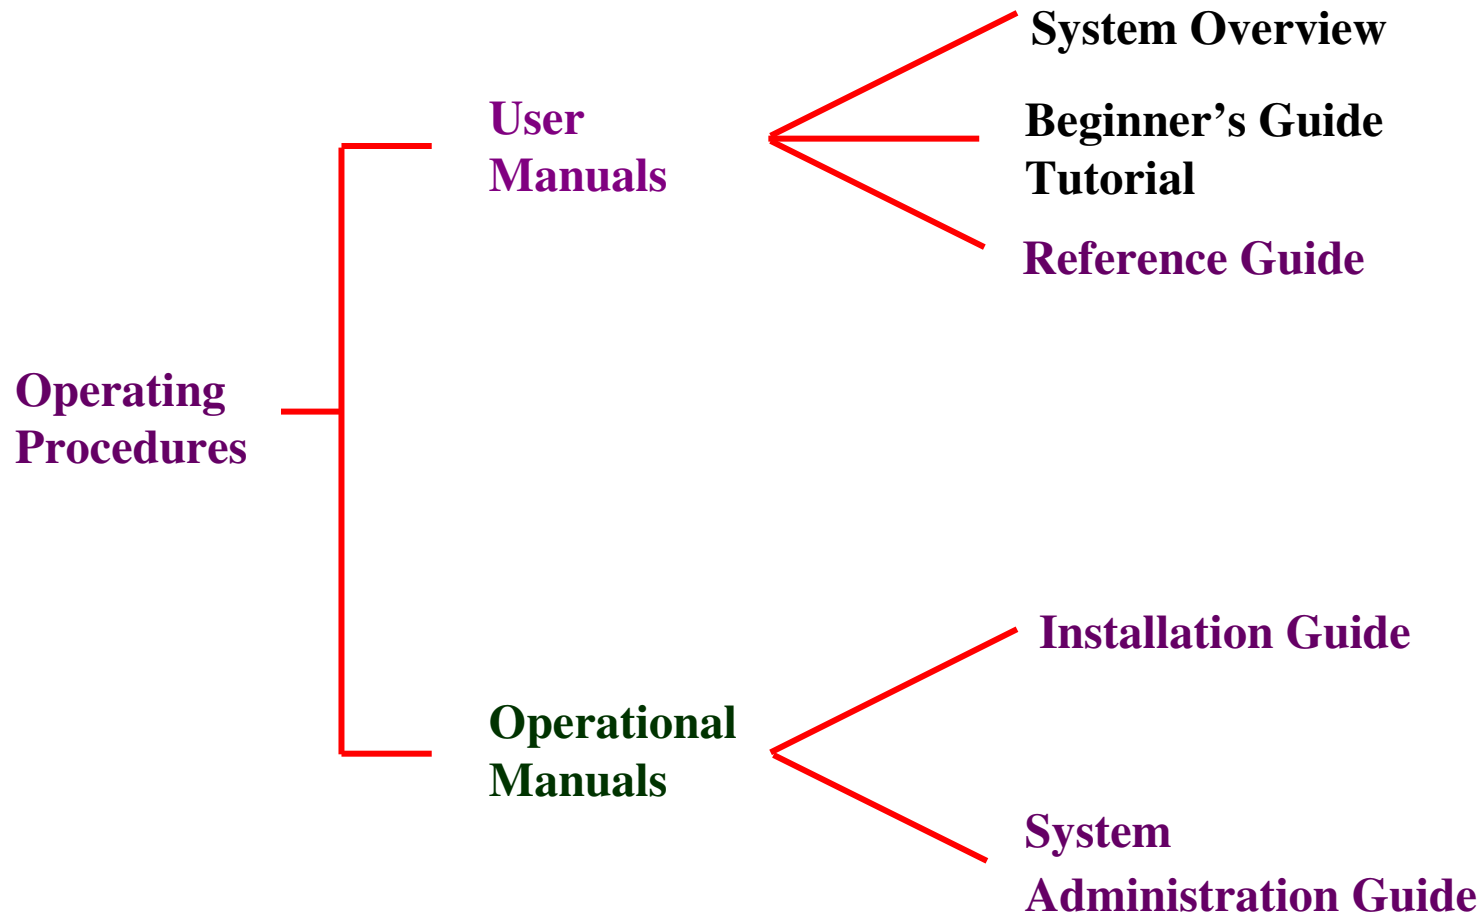 System Overview
User
Manuals
Beginner’s Guide
Tutorial
Reference Guide
Operating
Procedures
Installation Guide
Operational
Manuals
System
Administration Guide